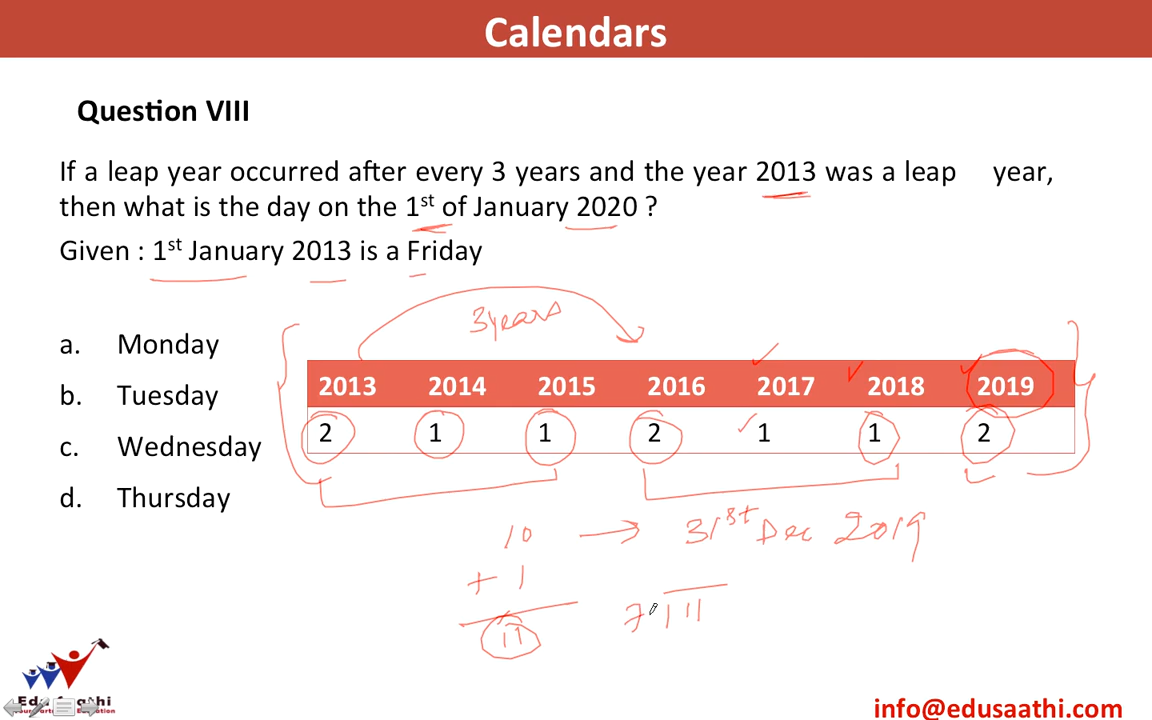 Calendars
Question VIII
If a leap year occurred after every 3 years and the year 2013 was a leap year,
then what is the day on the 1st of January 2020 ?
Given : 1st January 2013 is a Friday
3 years
a. Monday
b. Tuesday
c. Wednesday
d. Thursday
2013 2014 2015 2016 2017 2018 2019
2 1 1 2 1 1 2
10 → 31st Dec 2019
+ 1
11 7 11
info@edusaathi.com